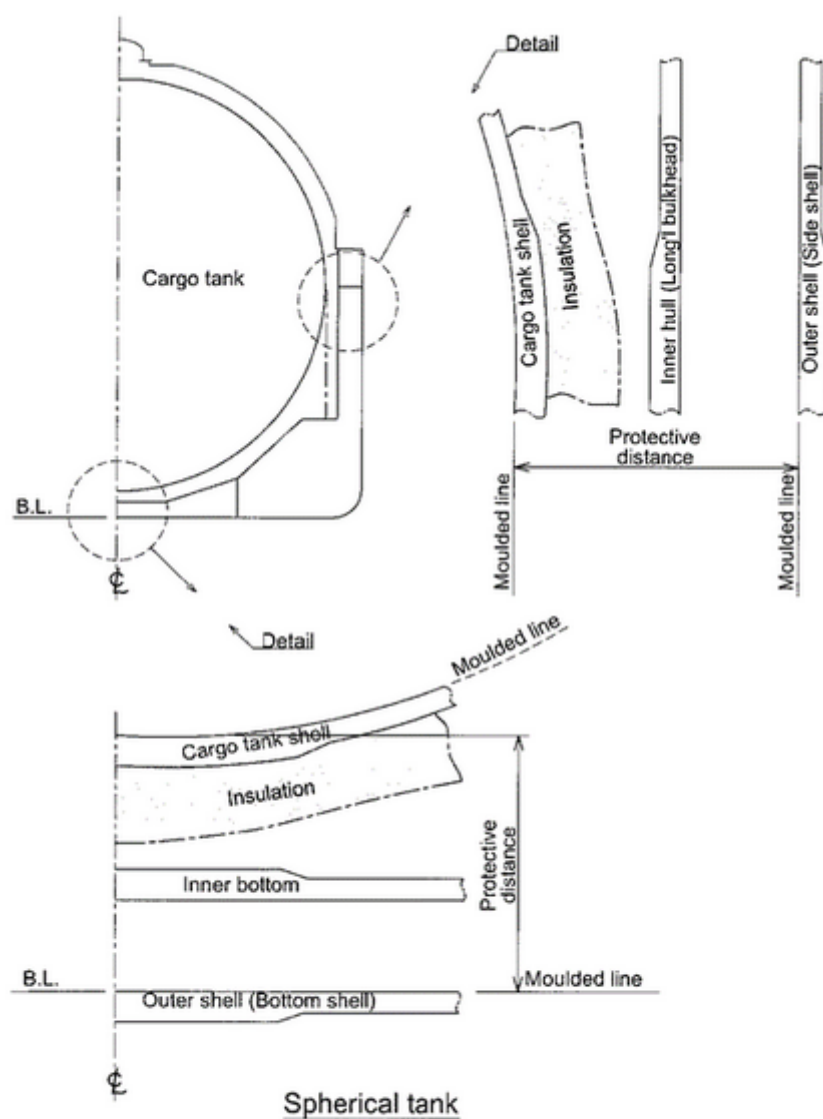 Detail
Cargo tank
B.L.
℄
Cargo tank shell
Insulation
Inner hull (Long'l bulkhead)
Outer shell (Side shell)
Protective
distance
Moulded line
Moulded line
Detail
Moulded line
Cargo tank shell
Insulation
Inner bottom
Protective
distance
B.L.
Moulded line
Outer shell (Bottom shell)
℄
Spherical tank